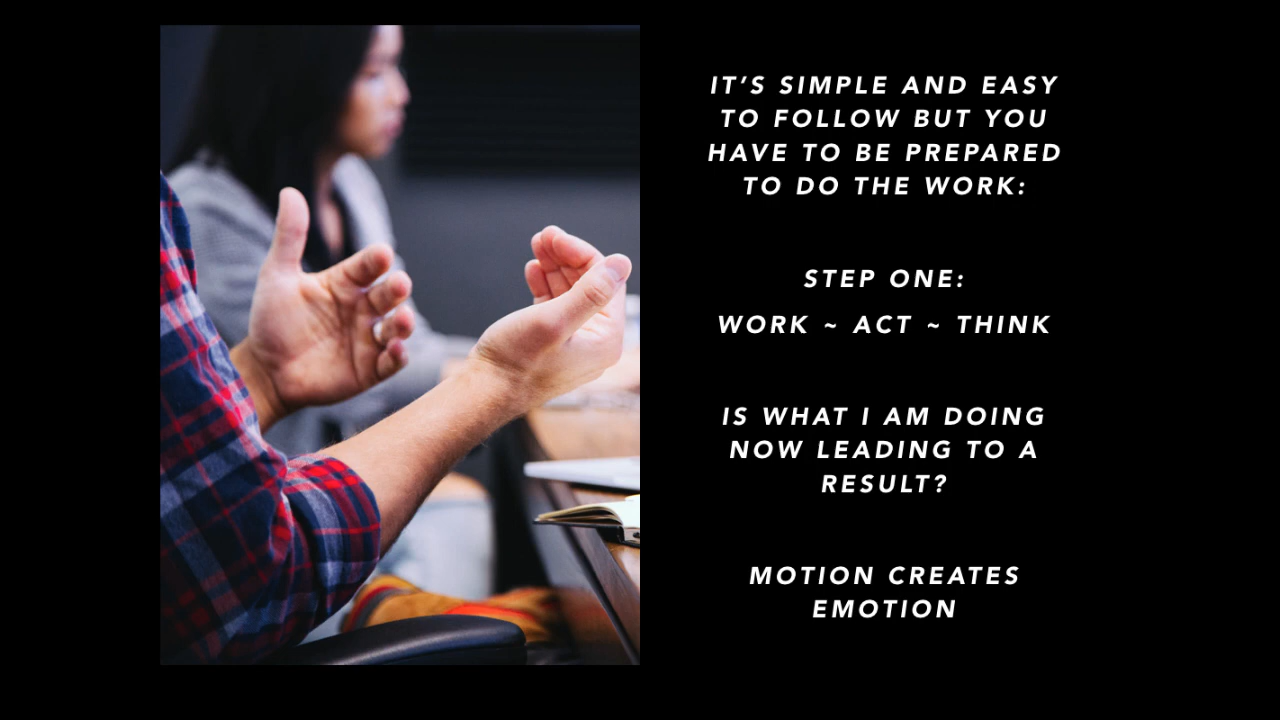 IT’S SIMPLE AND EASY
TO FOLLOW BUT YOU
HAVE TO BE PREPARED
TO DO THE WORK:
STEP ONE:
WORK ~ ACT ~ THINK
IS WHAT I AM DOING
NOW LEADING TO A
RESULT?
MOTION CREATES
EMOTION